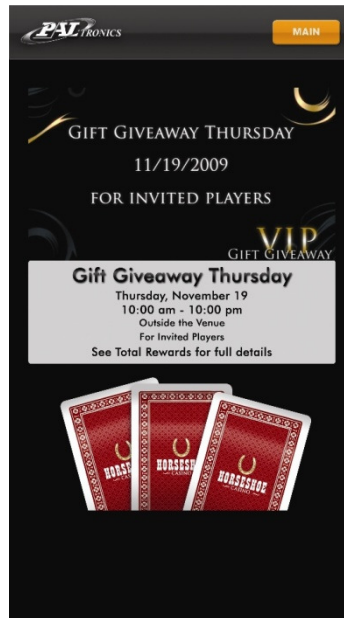 PALTRONICS
MAIN
GIFT GIVEAWAY THURSDAY
11/19/2009
FOR INVITED PLAYERS
VIP
GIFT GIVEAWAY
Gift Giveaway Thursday
Thursday, November 19
10:00 am - 10:00 pm
Outside the Venue
For Invited Players
See Total Rewards for full details
HORSESHOE
CASINO
HORSESHOE
CASINO